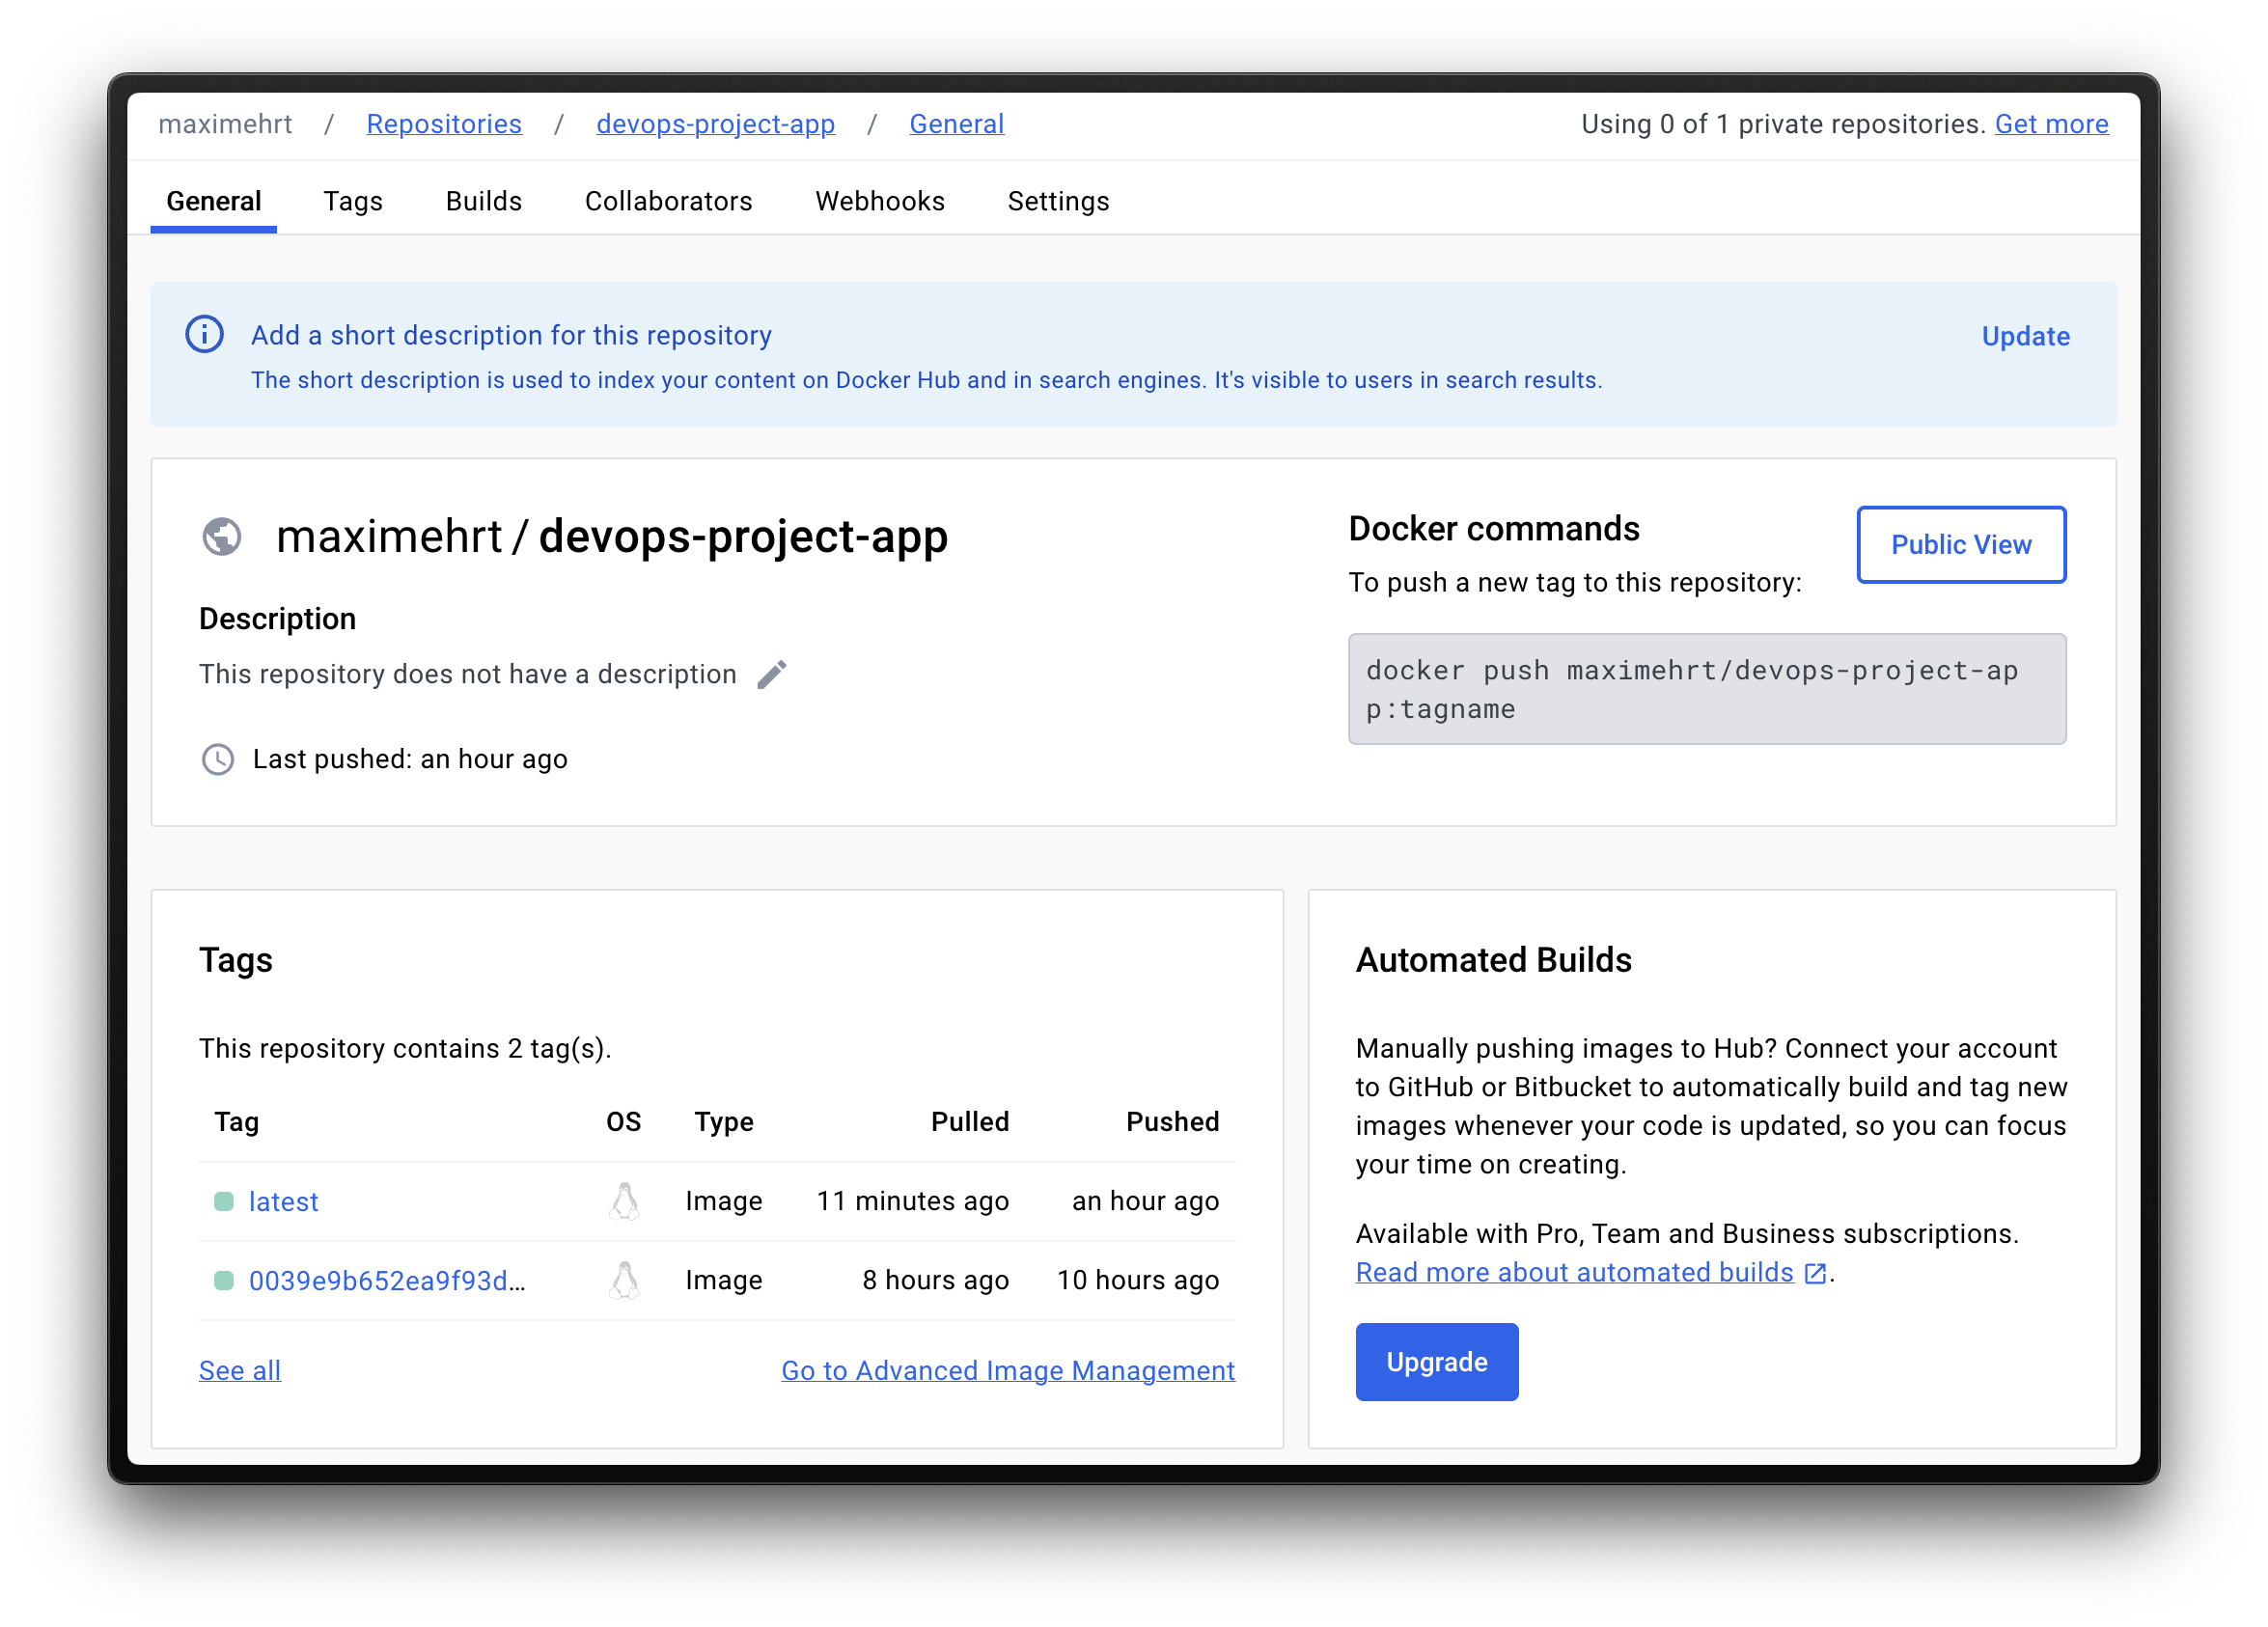 maximehrt / Repositories / devops-project-app / General
Using 0 of 1 private repositories. Get more
General Tags Builds Collaborators Webhooks Settings
Add a short description for this repository
Update
The short description is used to index your content on Docker Hub and in search engines. It's visible to users in search results.
maximehrt / devops-project-app
Description
This repository does not have a description
Last pushed: an hour ago
Docker commands
Public View
To push a new tag to this repository:
docker push maximehrt/devops-project-ap
p:tagname
Tags
This repository contains 2 tag(s).
Tag OS Type Pulled Pushed
latest Image 11 minutes ago an hour ago
0039e9b652ea9f93d... Image 8 hours ago 10 hours ago
See all
Go to Advanced Image Management
Automated Builds
Manually pushing images to Hub? Connect your account
to GitHub or Bitbucket to automatically build and tag new
images whenever your code is updated, so you can focus
your time on creating.
Available with Pro, Team and Business subscriptions.
Read more about automated builds .
Upgrade